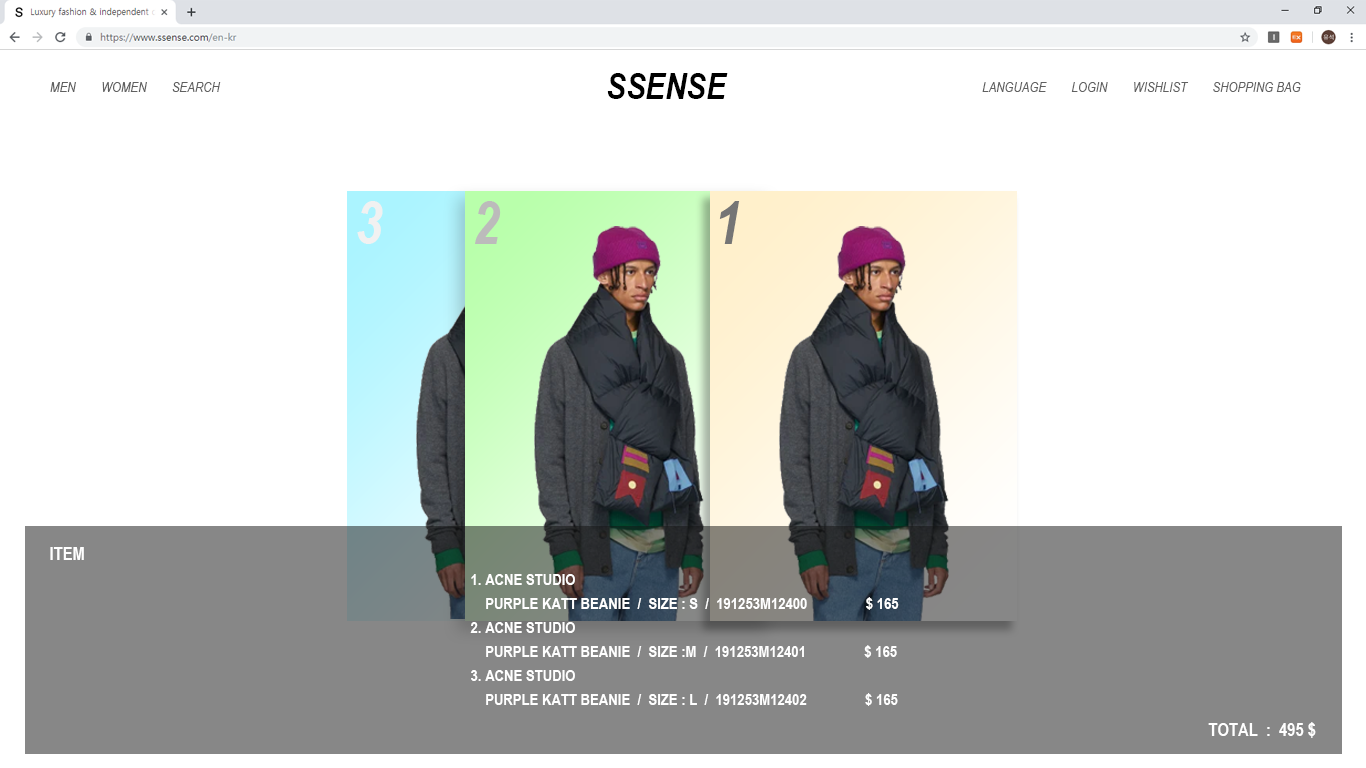 S Luxury fashion & independent
https://www.ssense.com/en-kr
MEN WOMEN SEARCH
SSENSE
LANGUAGE LOGIN WISHLIST SHOPPING BAG
3 2 1
ITEM
1. ACNE STUDIO
PURPLE KATT BEANIE / SIZE : S / 191253M12400 $ 165
2. ACNE STUDIO
PURPLE KATT BEANIE / SIZE :M / 191253M12401 $ 165
3. ACNE STUDIO
PURPLE KATT BEANIE / SIZE : L / 191253M12402 $ 165
TOTAL : 495 $